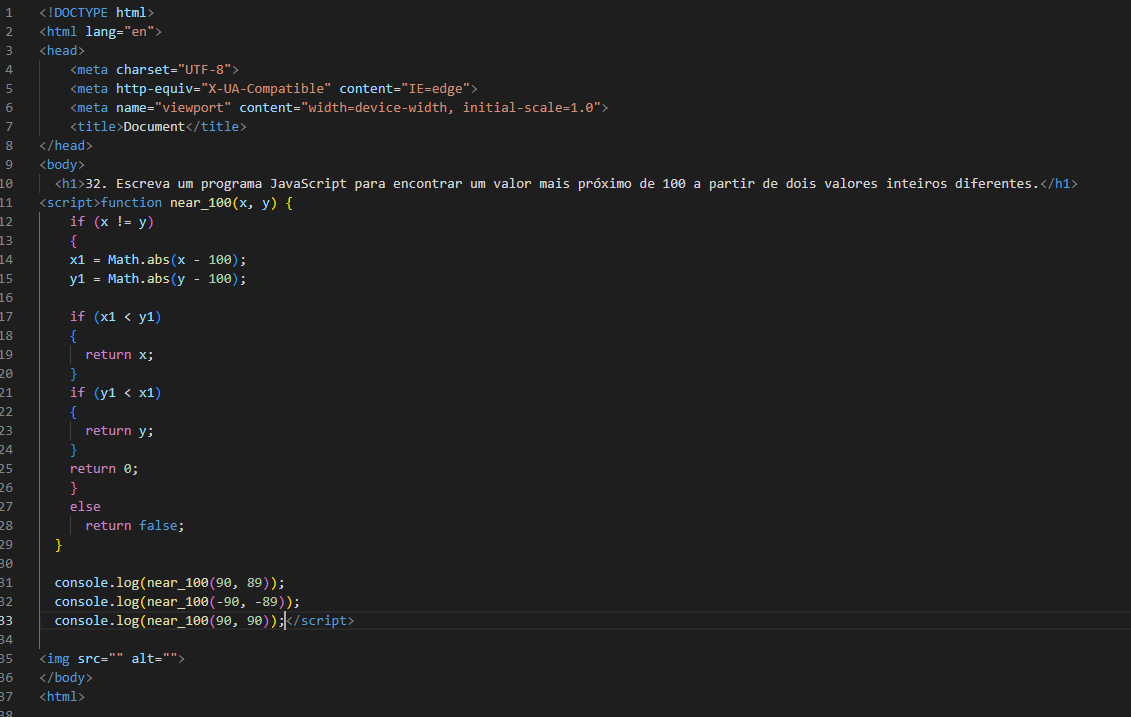 1 <!DOCTYPE html>
2 <html lang="en">
3 <head>
4 <meta charset="UTF-8">
5 <meta http-equiv="X-UA-Compatible" content="IE=edge">
6 <meta name="viewport" content="width=device-width, initial-scale=1.0">
7 <title>Document</title>
8 </head>
9 <body>
10 <h1>32. Escreva um programa JavaScript para encontrar um valor mais próximo de 100 a partir de dois valores inteiros diferentes.</h1>
11 <script>function near_100(x, y) {
12 if (x != y)
13 {
14 x1 = Math.abs(x - 100);
15 y1 = Math.abs(y - 100);
16
17 if (x1 < y1)
18 {
19 return x;
20 }
21 if (y1 < x1)
22 {
23 return y;
24 }
25 return 0;
26 }
27 else
28 return false;
29 }
30
31 console.log(near_100(90, 89));
32 console.log(near_100(-90, -89));
33 console.log(near_100(90, 90));</script>
34
35 <img src="" alt="">
36 </body>
37 <html>
38